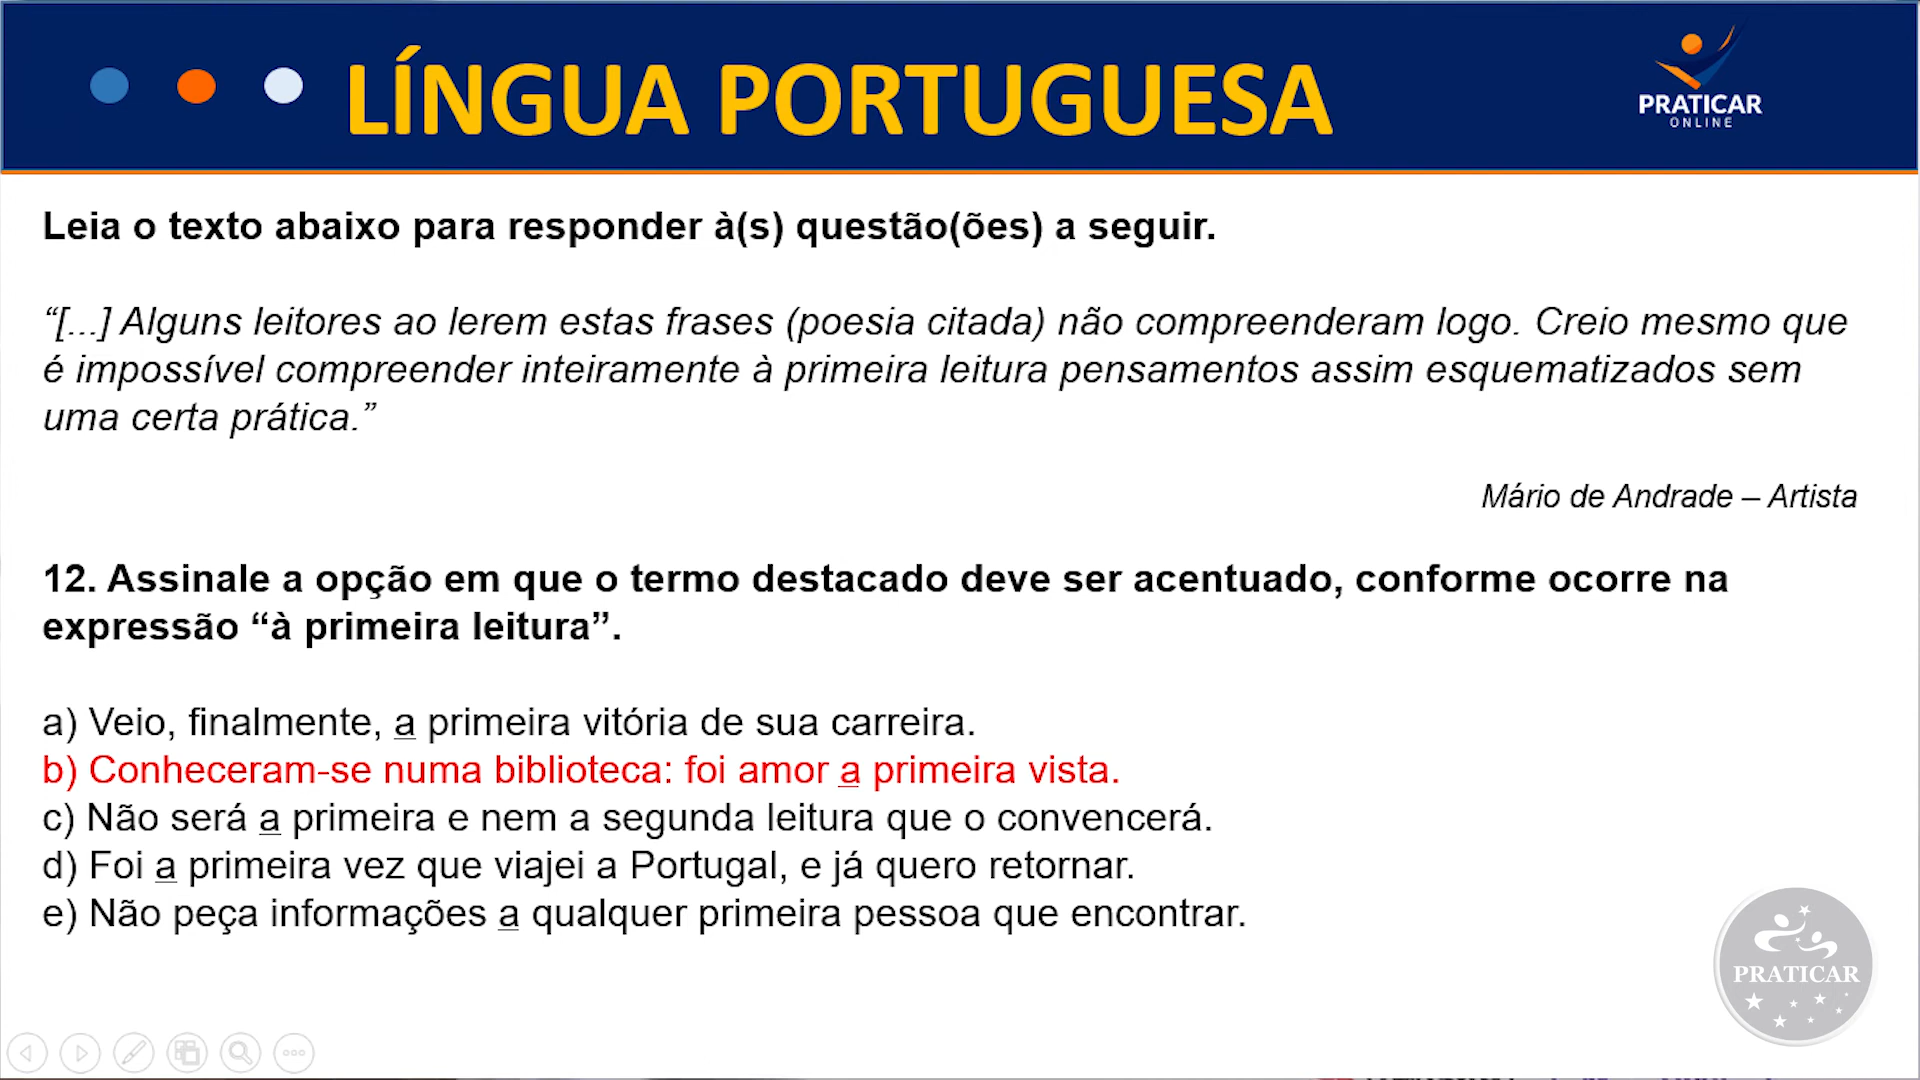 LÍNGUA PORTUGUESA
PRATICAR
ONLINE
Leia o texto abaixo para responder à(s) questão(ões) a seguir.
“[...] Alguns leitores ao lerem estas frases (poesia citada) não compreenderam logo. Creio mesmo que
é impossível compreender inteiramente à primeira leitura pensamentos assim esquematizados sem
uma certa prática.”
Mário de Andrade – Artista
12. Assinale a opção em que o termo destacado deve ser acentuado, conforme ocorre na
expressão “à primeira leitura”.
a) Veio, finalmente, a primeira vitória de sua carreira.
b) Conheceram-se numa biblioteca: foi amor a primeira vista.
c) Não será a primeira e nem a segunda leitura que o convencerá.
d) Foi a primeira vez que viajei a Portugal, e já quero retornar.
e) Não peça informações a qualquer primeira pessoa que encontrar.
PRATICAR